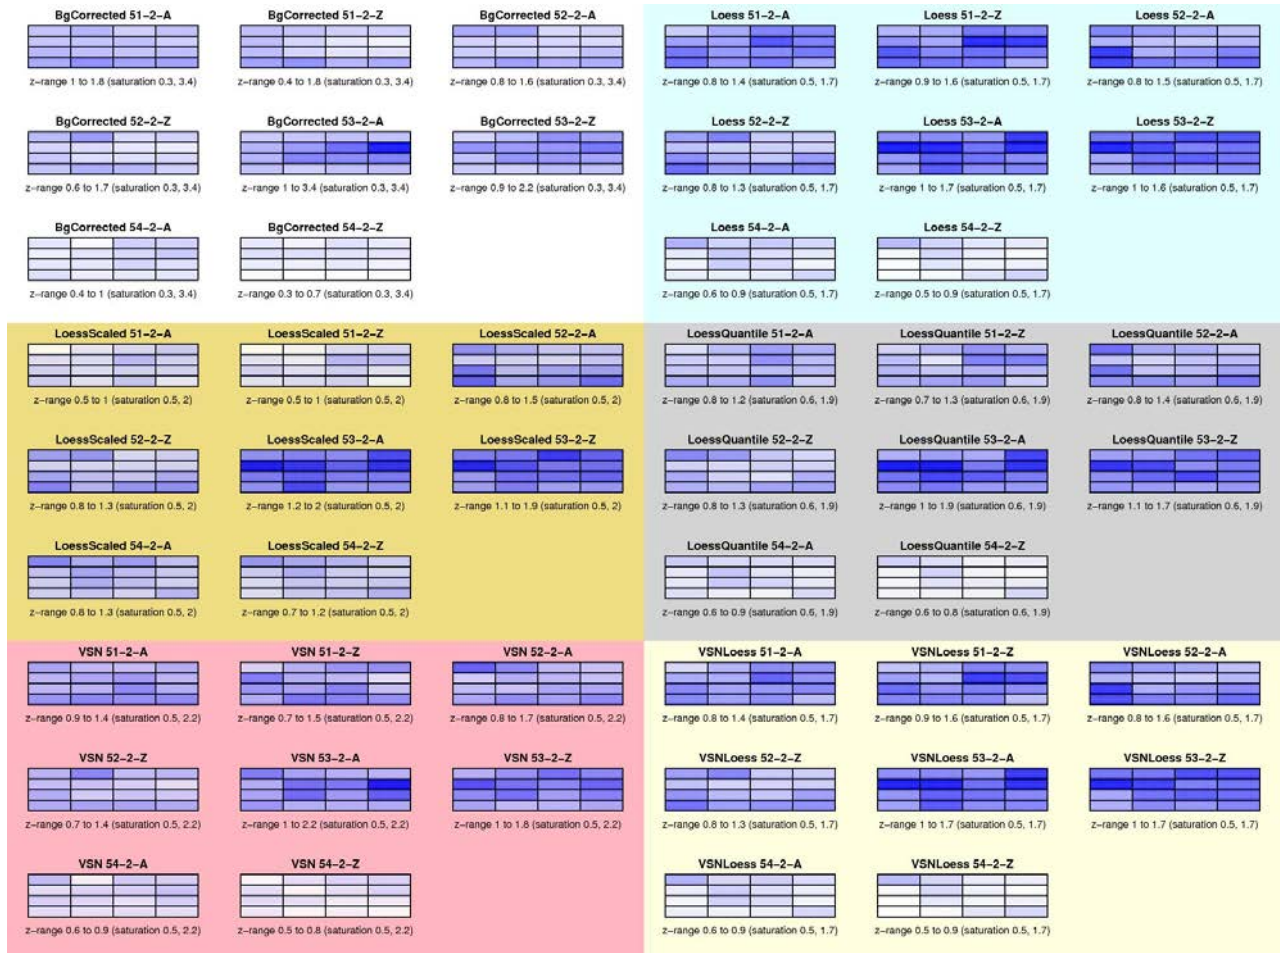 BgCorrected 51-2-A BgCorrected 51-2-Z BgCorrected 52-2-A
z-range 1 to 1.8 (saturation 0.3, 3.4) z-range 0.4 to 1.8 (saturation 0.3, 3.4) z-range 0.8 to 1.6 (saturation 0.3, 3.4)
BgCorrected 52-2-Z BgCorrected 53-2-A BgCorrected 53-2-Z
z-range 0.6 to 1.7 (saturation 0.3, 3.4) z-range 1 to 3.4 (saturation 0.3, 3.4) z-range 0.9 to 2.2 (saturation 0.3, 3.4)
BgCorrected 54-2-A BgCorrected 54-2-Z
z-range 0.4 to 1 (saturation 0.3, 3.4) z-range 0.3 to 0.7 (saturation 0.3, 3.4)
Loess 51-2-A Loess 51-2-Z Loess 52-2-A
z-range 0.8 to 1.4 (saturation 0.5, 1.7) z-range 0.9 to 1.6 (saturation 0.5, 1.7) z-range 0.8 to 1.5 (saturation 0.5, 1.7)
Loess 52-2-Z Loess 53-2-A Loess 53-2-Z
z-range 0.8 to 1.3 (saturation 0.5, 1.7) z-range 1 to 1.7 (saturation 0.5, 1.7) z-range 1 to 1.6 (saturation 0.5, 1.7)
Loess 54-2-A Loess 54-2-Z
z-range 0.6 to 0.9 (saturation 0.5, 1.7) z-range 0.5 to 0.9 (saturation 0.5, 1.7)
LoessScaled 51-2-A LoessScaled 51-2-Z LoessScaled 52-2-A
z-range 0.5 to 1 (saturation 0.5, 2) z-range 0.5 to 1 (saturation 0.5, 2) z-range 0.8 to 1.5 (saturation 0.5, 2)
LoessScaled 52-2-Z LoessScaled 53-2-A LoessScaled 53-2-Z
z-range 0.8 to 1.3 (saturation 0.5, 2) z-range 1.2 to 2 (saturation 0.5, 2) z-range 1.1 to 1.9 (saturation 0.5, 2)
LoessScaled 54-2-A LoessScaled 54-2-Z
z-range 0.8 to 1.3 (saturation 0.5, 2) z-range 0.7 to 1.2 (saturation 0.5, 2)
LoessQuantile 51-2-A LoessQuantile 51-2-Z LoessQuantile 52-2-A
z-range 0.8 to 1.2 (saturation 0.6, 1.9) z-range 0.7 to 1.3 (saturation 0.6, 1.9) z-range 0.8 to 1.4 (saturation 0.6, 1.9)
LoessQuantile 52-2-Z LoessQuantile 53-2-A LoessQuantile 53-2-Z
z-range 0.8 to 1.3 (saturation 0.6, 1.9) z-range 1 to 1.9 (saturation 0.6, 1.9) z-range 1.1 to 1.7 (saturation 0.6, 1.9)
LoessQuantile 54-2-A LoessQuantile 54-2-Z
z-range 0.6 to 0.9 (saturation 0.6, 1.9) z-range 0.6 to 0.8 (saturation 0.6, 1.9)
VSN 51-2-A VSN 51-2-Z VSN 52-2-A
z-range 0.9 to 1.4 (saturation 0.5, 2.2) z-range 0.7 to 1.5 (saturation 0.5, 2.2) z-range 0.8 to 1.7 (saturation 0.5, 2.2)
VSN 52-2-Z VSN 53-2-A VSN 53-2-Z
z-range 0.7 to 1.4 (saturation 0.5, 2.2) z-range 1 to 2.2 (saturation 0.5, 2.2) z-range 1 to 1.8 (saturation 0.5, 2.2)
VSN 54-2-A VSN 54-2-Z
z-range 0.6 to 0.9 (saturation 0.5, 2.2) z-range 0.5 to 0.8 (saturation 0.5, 2.2)
VSNLoess 51-2-A VSNLoess 51-2-Z VSNLoess 52-2-A
z-range 0.8 to 1.4 (saturation 0.5, 1.7) z-range 0.9 to 1.6 (saturation 0.5, 1.7) z-range 0.8 to 1.6 (saturation 0.5, 1.7)
VSNLoess 52-2-Z VSNLoess 53-2-A VSNLoess 53-2-Z
z-range 0.8 to 1.3 (saturation 0.5, 1.7) z-range 1 to 1.7 (saturation 0.5, 1.7) z-range 1 to 1.7 (saturation 0.5, 1.7)
VSNLoess 54-2-A VSNLoess 54-2-Z
z-range 0.6 to 0.9 (saturation 0.5, 1.7) z-range 0.5 to 0.9 (saturation 0.5, 1.7)